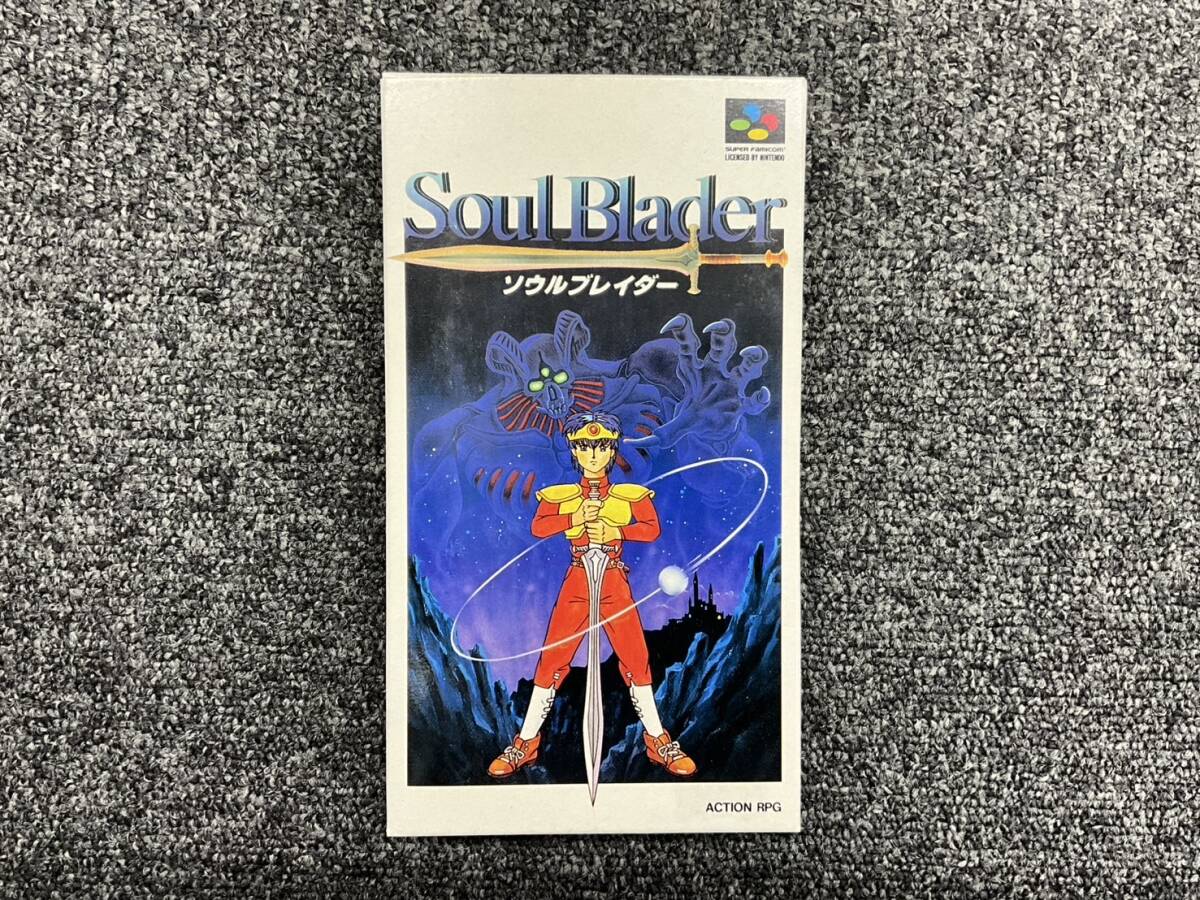 SUPER FAMICOM
LICENSED BY NINTENDO
Soul Blader
ソウルブレイダー
ACTION RPG